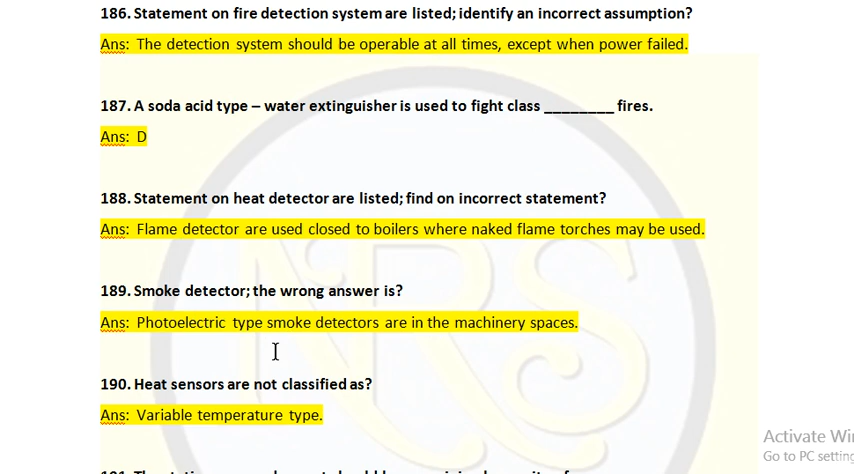 186. Statement on fire detection system are listed; identify an incorrect assumption?
Ans: The detection system should be operable at all times, except when power failed.
187. A soda acid type – water extinguisher is used to fight class ________ fires.
Ans: D
188. Statement on heat detector are listed; find on incorrect statement?
Ans: Flame detector are used closed to boilers where naked flame torches may be used.
189. Smoke detector; the wrong answer is?
Ans: Photoelectric type smoke detectors are in the machinery spaces.
190. Heat sensors are not classified as?
Ans: Variable temperature type.
NRS
Activate Wi
Go to PC setting